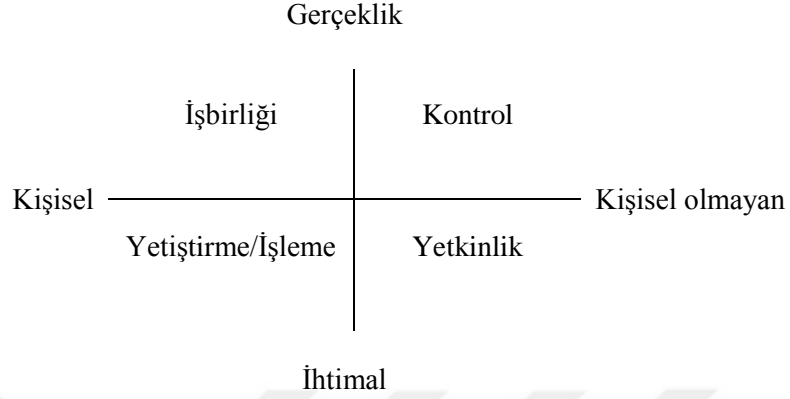 Gerçeklik
İşbirliği Kontrol
Kişisel Kişisel olmayan
Yetiştirme/İşleme Yetkinlik
İhtimal